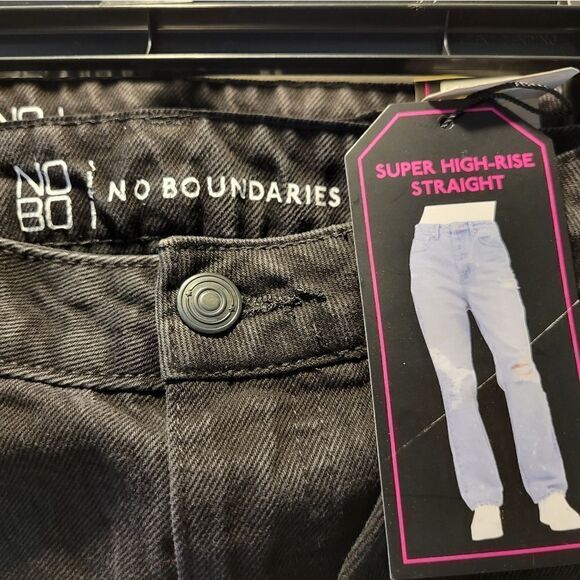 NO
BO
NO BOUNDARIES
SUPER HIGH-RISE
STRAIGHT